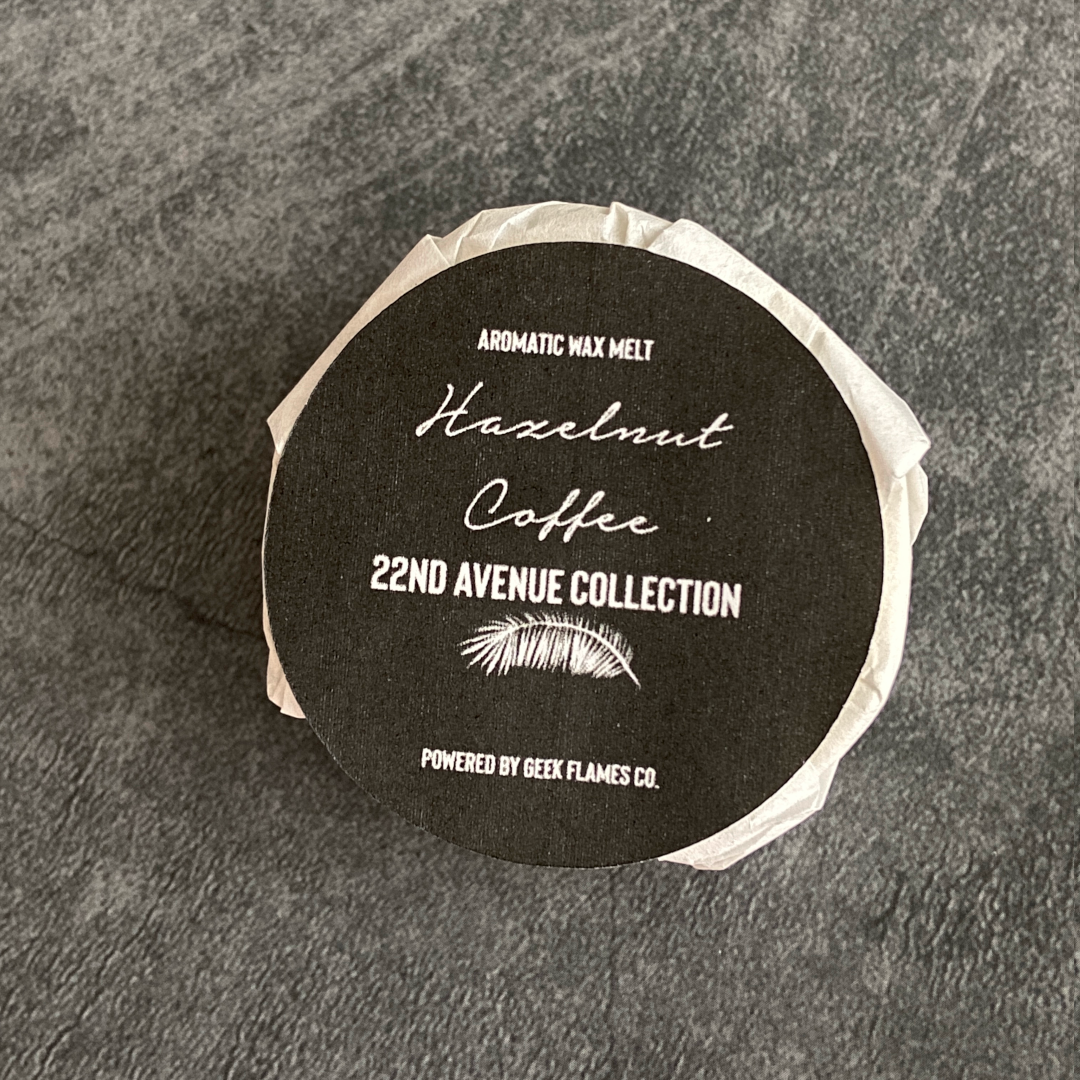 AROMATIC WAX MELT
Hazelnut
Coffee
22ND AVENUE COLLECTION
POWERED BY GEEK FLAMES CO.